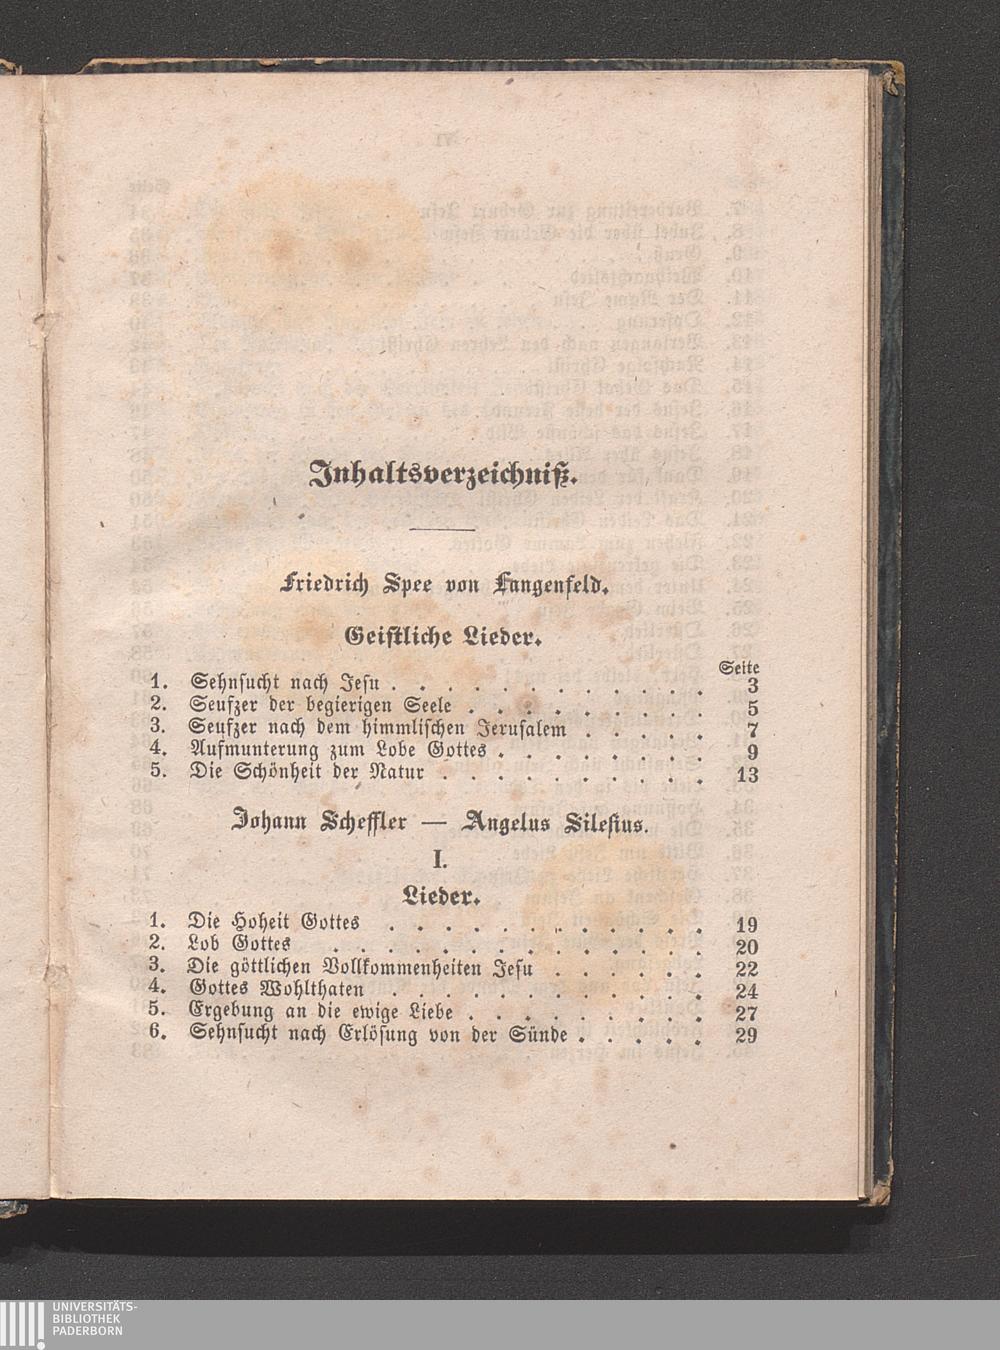 Inhaltsverzeichniß.
Friedrich Spee von Langenfeld.
Geistliche Lieder.
Seite
1. Sehnsucht nach Jesu . . . . . . . . . . . . 3
2. Seufzer der begierigen Seele . . . . . . . . . 5
3. Seufzer nach dem himmlischen Jerusalem . . . . . 7
4. Aufmunterung zum Lobe Gottes . . . . . . . . 9
5. Die Schönheit der Natur . . . . . . . . . . 13
Johann Scheffler — Angelus Silesius.
I.
Lieder.
1. Die Hoheit Gottes . . . . . . . . . . . . 19
2. Lob Gottes . . . . . . . . . . . . . . 20
3. Die göttlichen Vollkommenheiten Jesu . . . . . . 22
4. Gottes Wohlthaten . . . . . . . . . . . . 24
5. Ergebung an die ewige Liebe . . . . . . . . . 27
6. Sehnsucht nach Erlösung von der Sünde . . . . . 29
UNIVERSITÄTS-
BIBLIOTHEK
PADERBORN